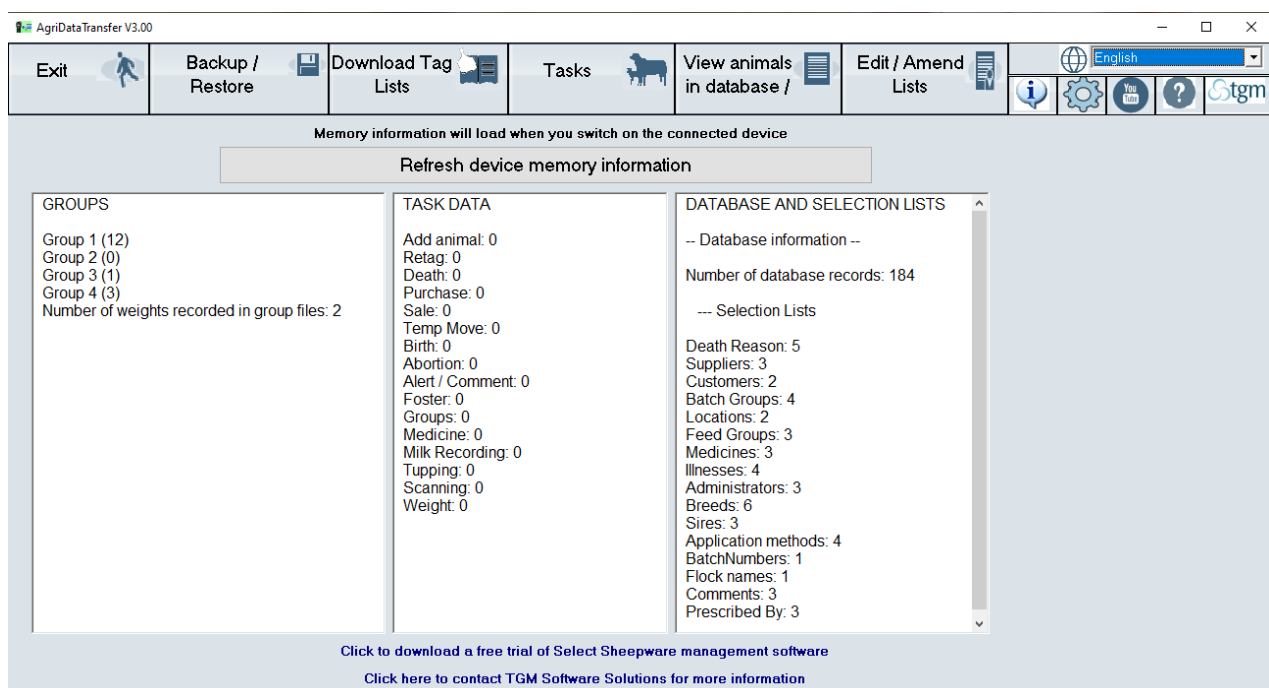 AgriDataTransfer V3.00
Exit
Backup /
Restore
Download Tag
Lists
Tasks
View animals
in database /
Edit / Amend
Lists
English
i
You
Tube
?
tgm
Memory information will load when you switch on the connected device
Refresh device memory information
GROUPS
Group 1 (12)
Group 2 (0)
Group 3 (1)
Group 4 (3)
Number of weights recorded in group files: 2
TASK DATA
Add animal: 0
Retag: 0
Death: 0
Purchase: 0
Sale: 0
Temp Move: 0
Birth: 0
Abortion: 0
Alert / Comment: 0
Foster: 0
Groups: 0
Medicine: 0
Milk Recording: 0
Tupping: 0
Scanning: 0
Weight: 0
DATABASE AND SELECTION LISTS
-- Database information --
Number of database records: 184
--- Selection Lists
Death Reason: 5
Suppliers: 3
Customers: 2
Batch Groups: 4
Locations: 2
Feed Groups: 3
Medicines: 3
Illnesses: 4
Administrators: 3
Breeds: 6
Sires: 3
Application methods: 4
BatchNumbers: 1
Flock names: 1
Comments: 3
Prescribed By: 3
Click to download a free trial of Select Sheepware management software
Click here to contact TGM Software Solutions for more information